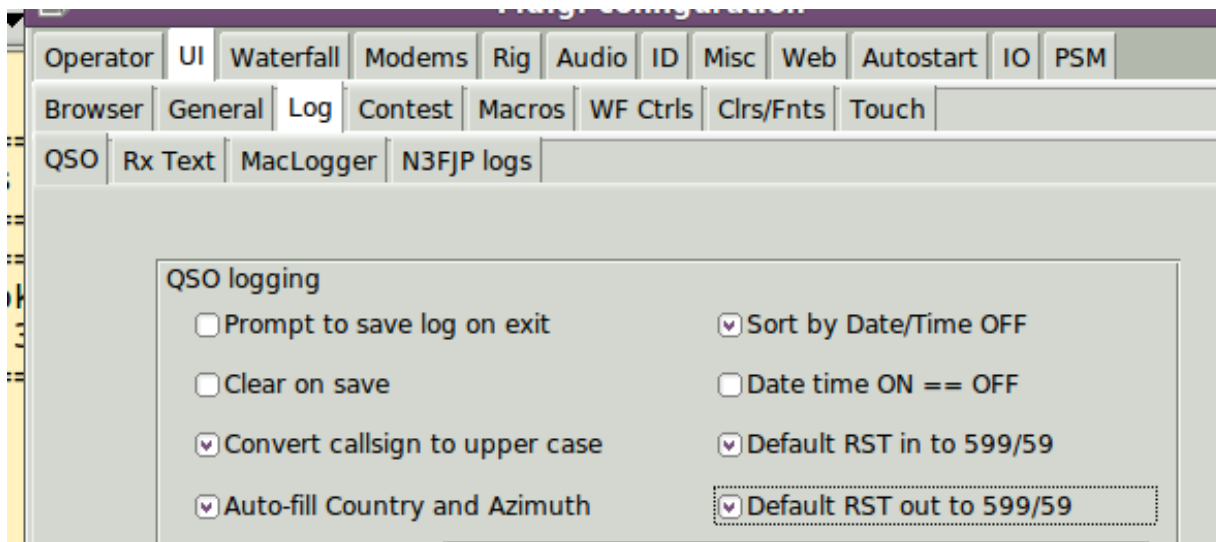 Operator UI Waterfall Modems Rig Audio ID Misc Web Autostart IO PSM
Browser General Log Contest Macros WF Ctrls Clrs/Fnts Touch
QSO Rx Text MacLogger N3FJP logs
QSO logging
Prompt to save log on exit Sort by Date/Time OFF
Clear on save Date time ON == OFF
Convert callsign to upper case Default RST in to 599/59
Auto-fill Country and Azimuth Default RST out to 599/59